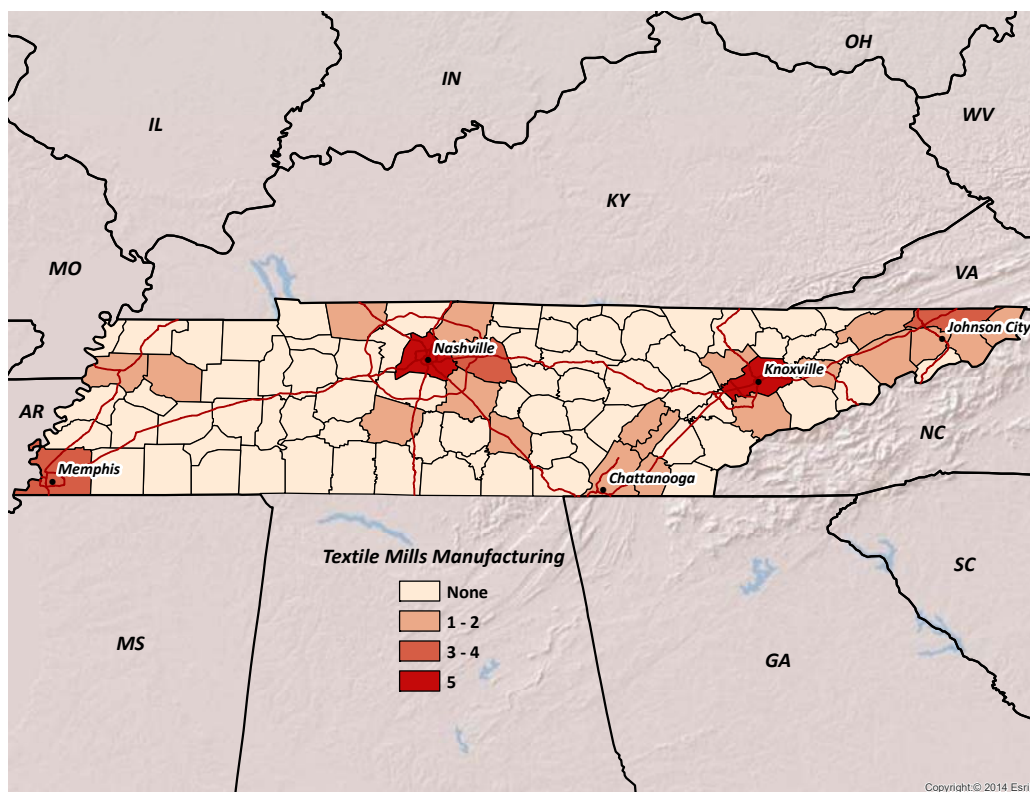 OH
IN
WV
IL
KY
MO
VA
Johnson City
Nashville
Knoxville
AR
NC
Memphis
Chattanooga
Textile Mills Manufacturing
SC
None
1 - 2
MS
3 - 4
GA
5
Copyright:© 2014 Esri